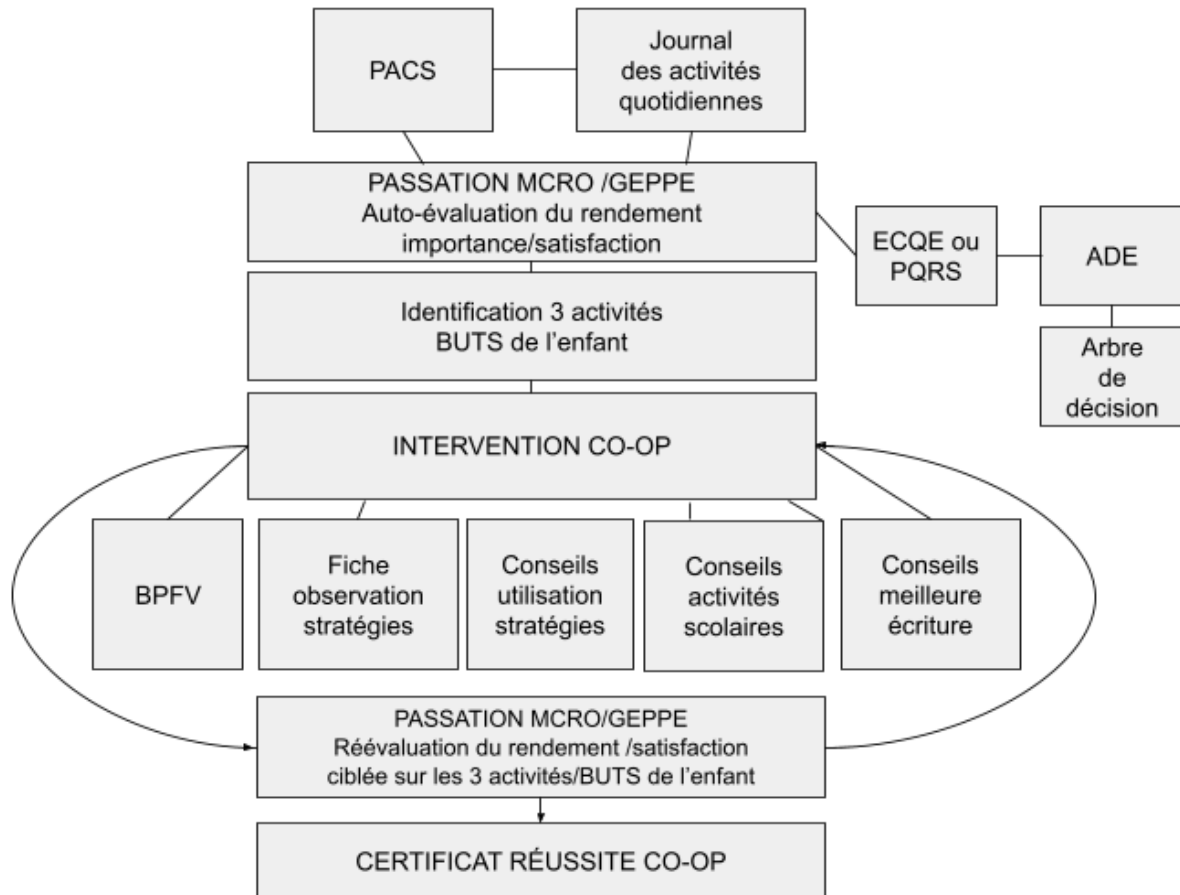 PACS
Journal
des activités
quotidiennes
PASSATION MCRO /GEPPE
Auto-évaluation du rendement
importance/satisfaction
ECQE ou
PQRS
ADE
Arbre
de
décision
Identification 3 activités
BUTS de l'enfant
INTERVENTION CO-OP
BPFV
Fiche
observation
stratégies
Conseils
utilisation
stratégies
Conseils
activités
scolaires
Conseils
meilleure
écriture
PASSATION MCRO/GEPPE
Réévaluation du rendement /satisfaction
ciblée sur les 3 activités/BUTS de l'enfant
CERTIFICAT RÉUSSITE CO-OP